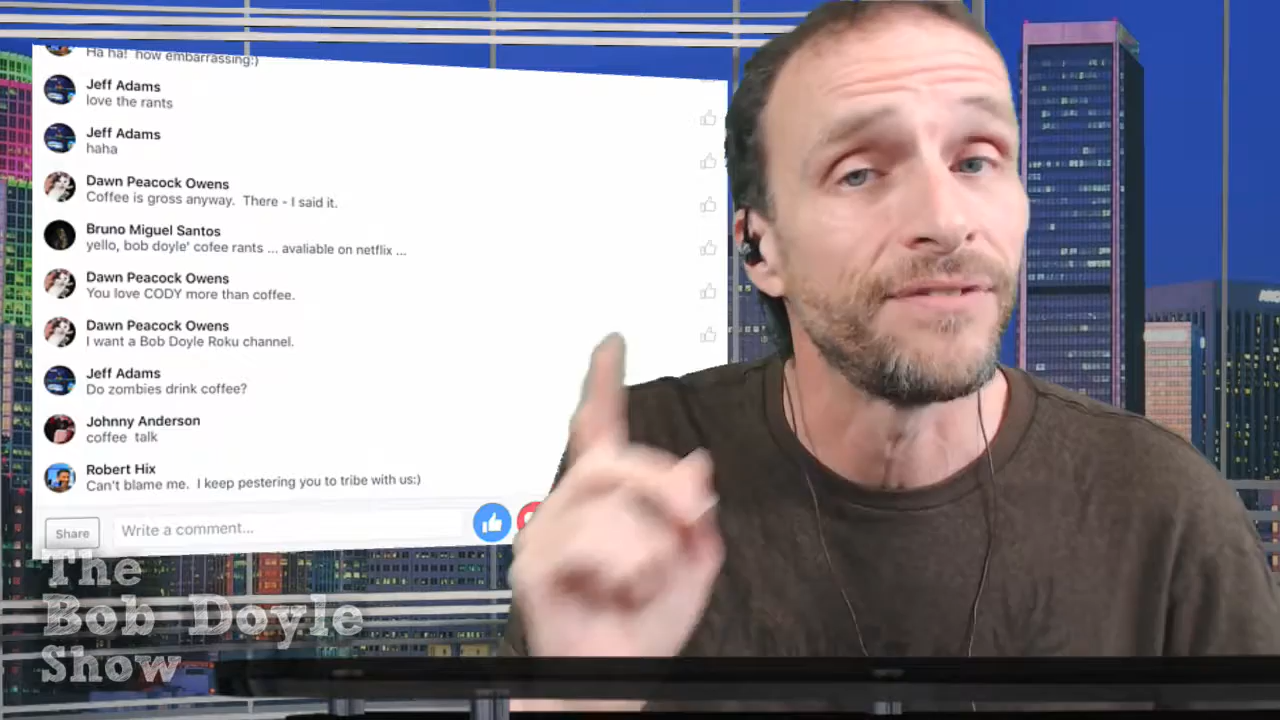 Ha ha! how embarrassing:)
Jeff Adams
love the rants
Jeff Adams
haha
Dawn Peacock Owens
Coffee is gross anyway. There - I said it.
Bruno Miguel Santos
yello, bob doyle' cofee rants ... avaliable on netflix ...
Dawn Peacock Owens
You love CODY more than coffee.
Dawn Peacock Owens
I want a Bob Doyle Roku channel.
Jeff Adams
Do zombies drink coffee?
Johnny Anderson
coffee talk
Robert Hix
Can't blame me. I keep pestering you to tribe with us:)
Share
Write a comment...
The
Bob Doyle
Show